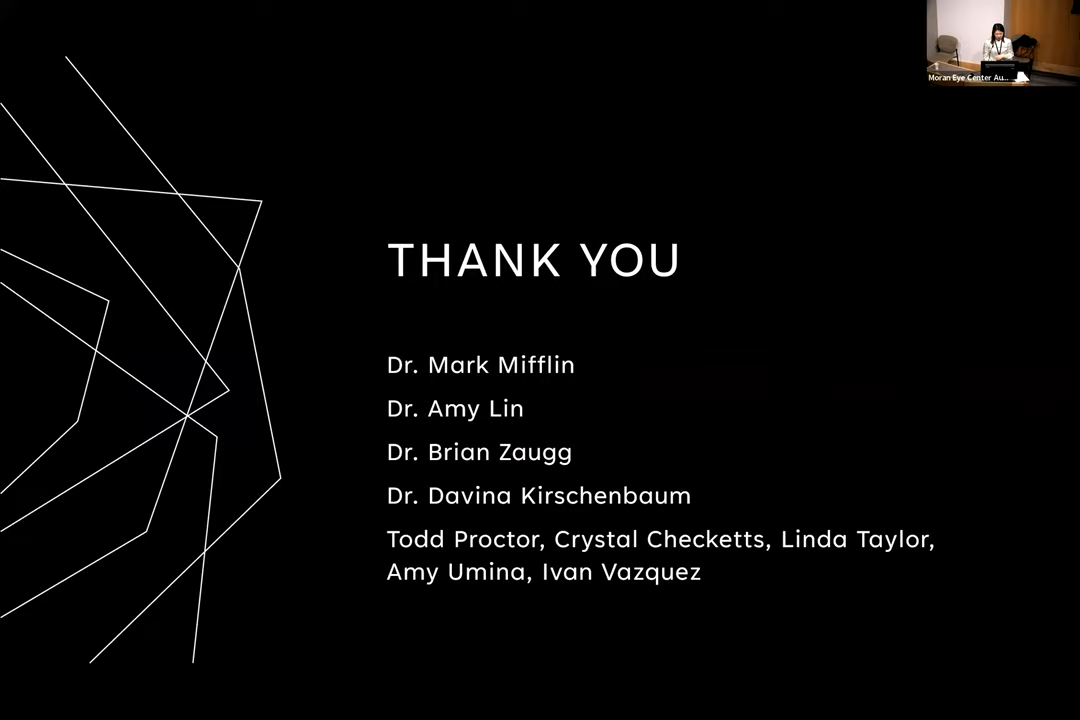 Moran Eye Center Au...
THANK YOU
Dr. Mark Mifflin
Dr. Amy Lin
Dr. Brian Zaugg
Dr. Davina Kirschenbaum
Todd Proctor, Crystal Checketts, Linda Taylor,
Amy Umina, Ivan Vazquez